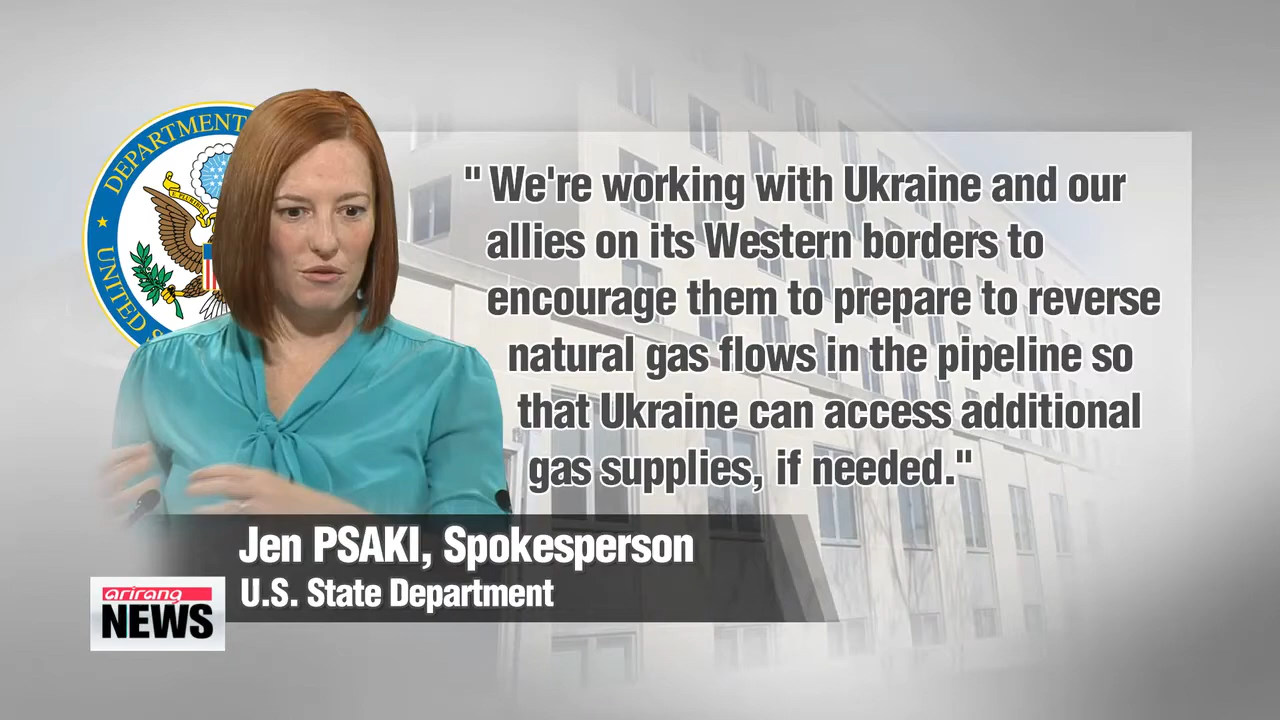 DEPARTMENT
UNITED S
" We're working with Ukraine and our
allies on its Western borders to
encourage them to prepare to reverse
natural gas flows in the pipeline so
that Ukraine can access additional
gas supplies, if needed."
Jen PSAKI, Spokesperson
U.S. State Department
arirang
NEWS